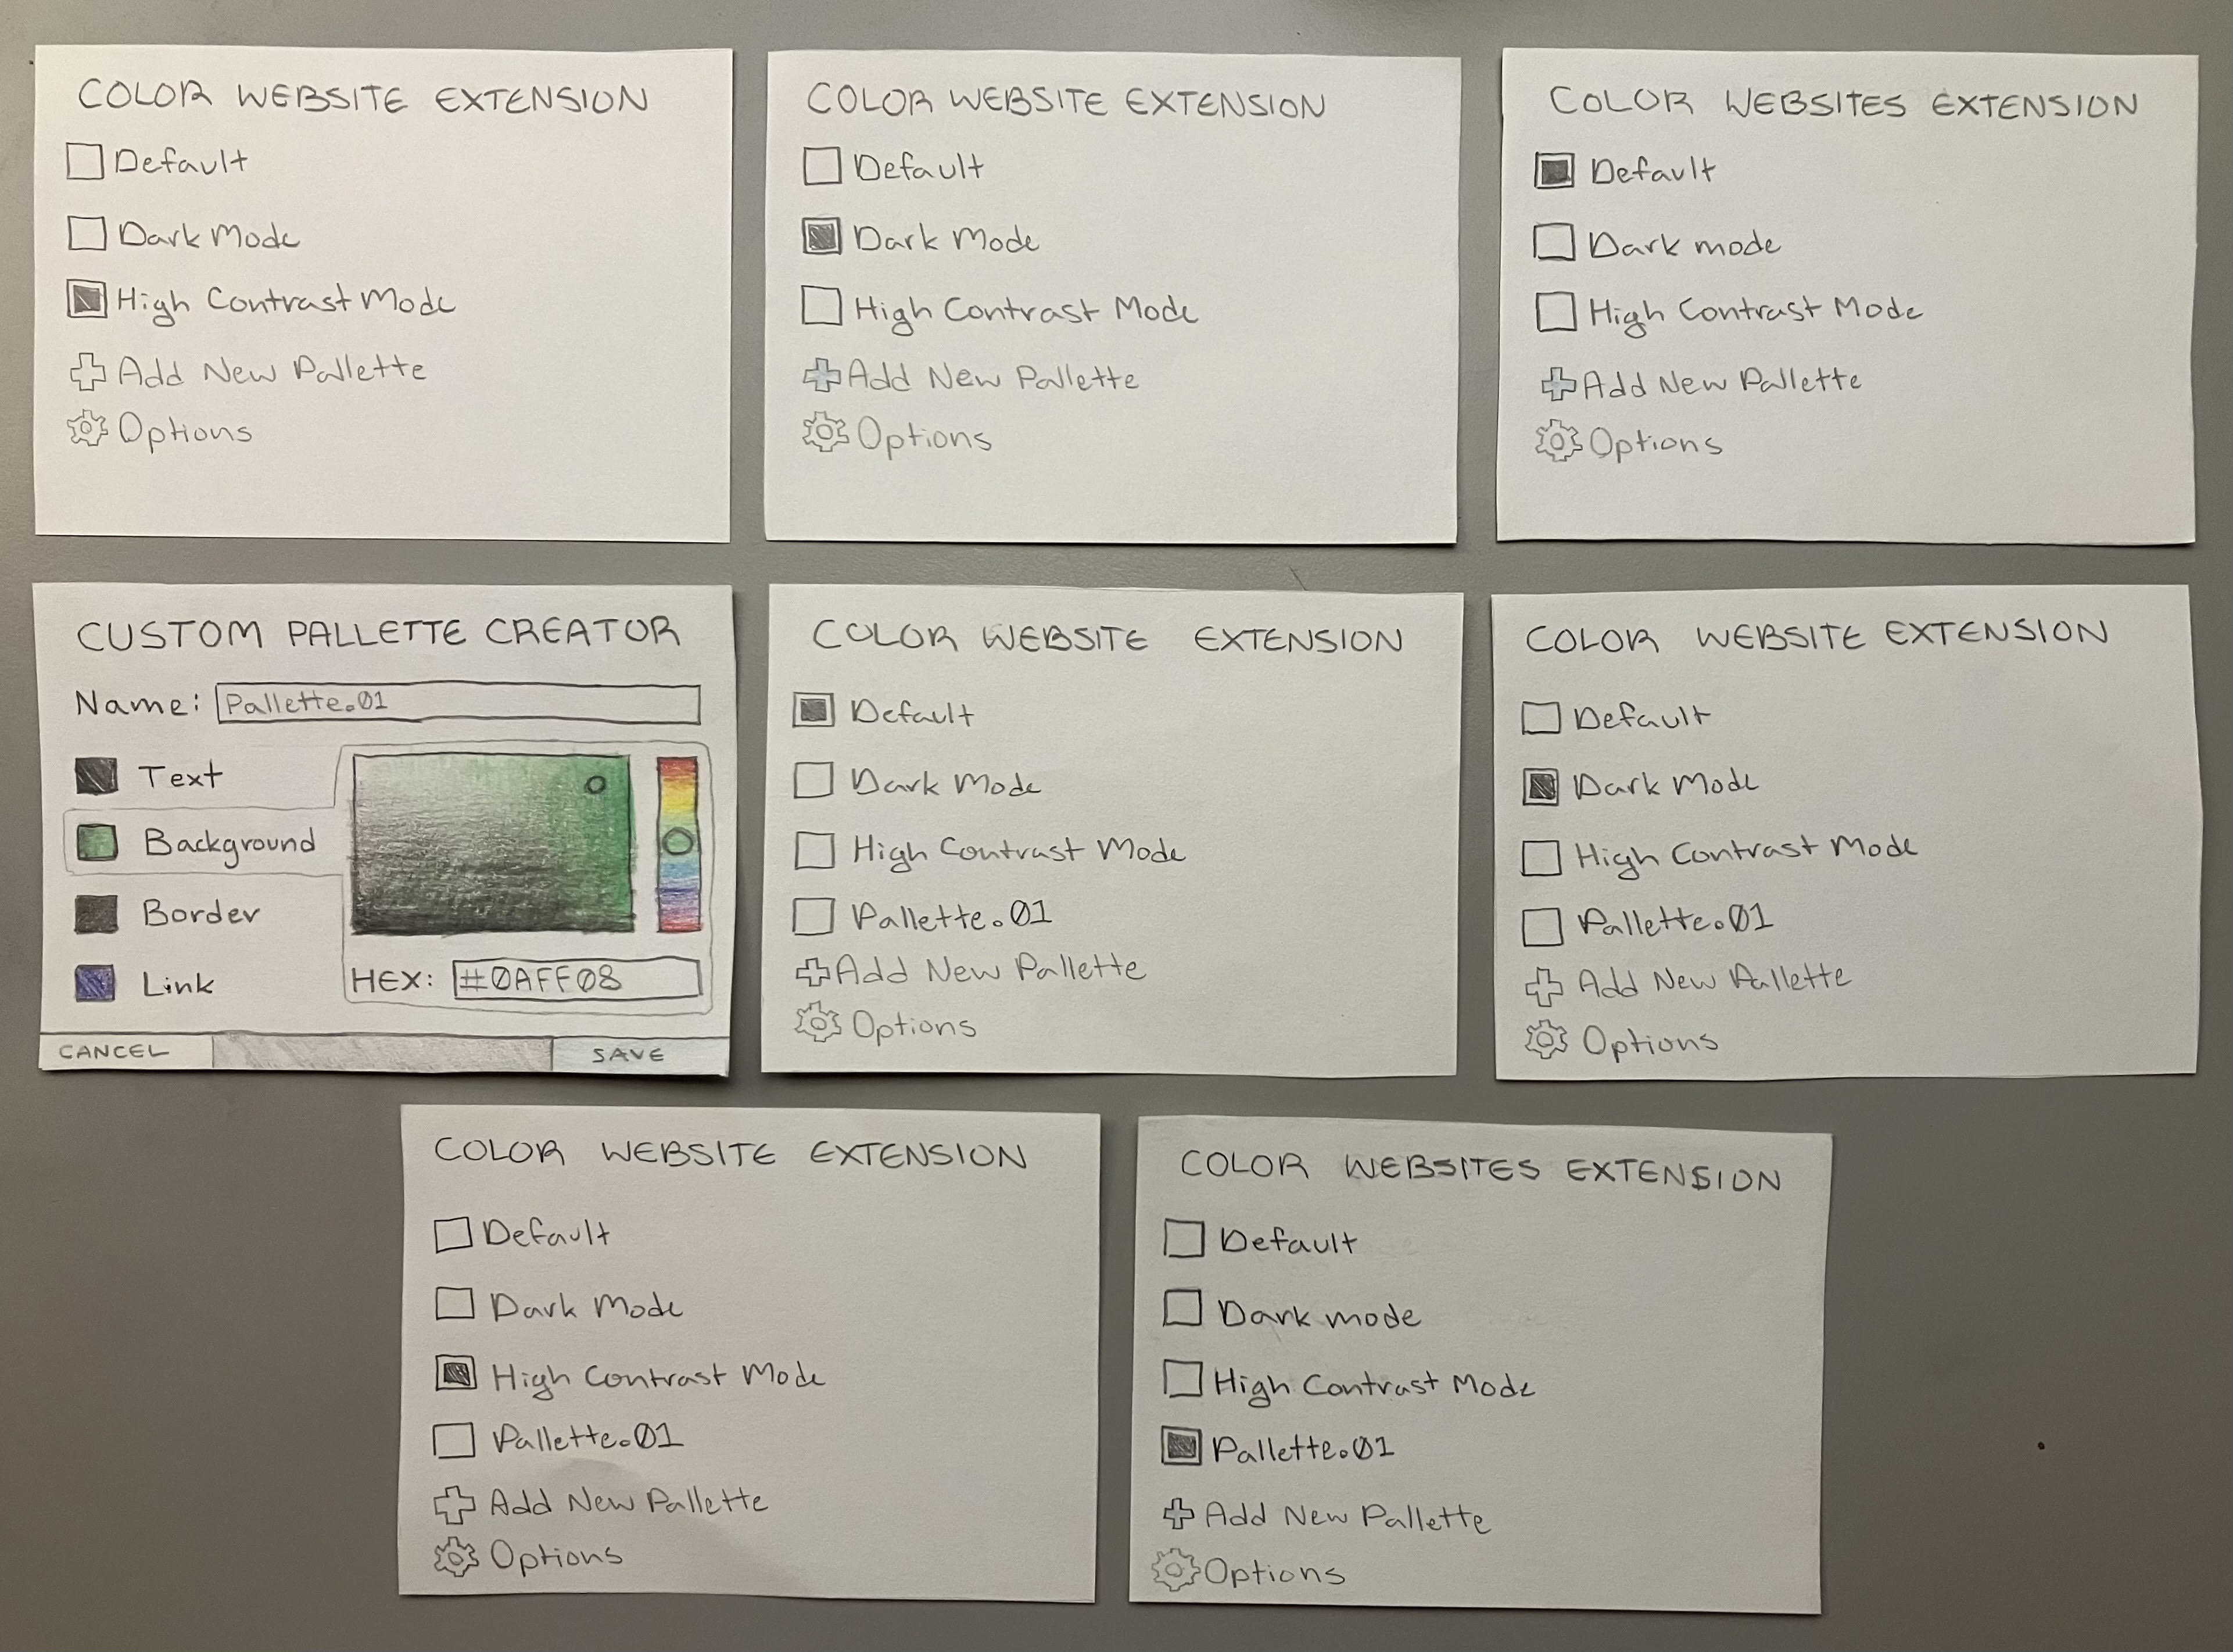 COLOR WEBSITE EXTENSION
Default
Dark Mode
High Contrast Mode
Add New Pallette
Options
COLOR WEBSITE EXTENSION
Default
Dark Mode
High Contrast Mode
Add New Pallette
Options
COLOR WEBSITES EXTENSION
Default
Dark mode
High Contrast Mode
Add New Pallette
Options
CUSTOM PALLETTE CREATOR
Name: Pallette.01
Text
Background
Border
Link
HEX: #0AFF08
CANCEL
SAVE
COLOR WEBSITE EXTENSION
Default
Dark Mode
High Contrast Mode
Pallette.01
Add New Pallette
Options
COLOR WEBSITE EXTENSION
Default
Dark Mode
High Contrast Mode
Pallette.01
Add New Pallette
Options
COLOR WEBSITE EXTENSION
Default
Dark Mode
High Contrast Mode
Pallette.01
Add New Pallette
Options
COLOR WEBSITES EXTENSION
Default
Dark mode
High Contrast Mode
Pallette.01
Add New Pallette
Options